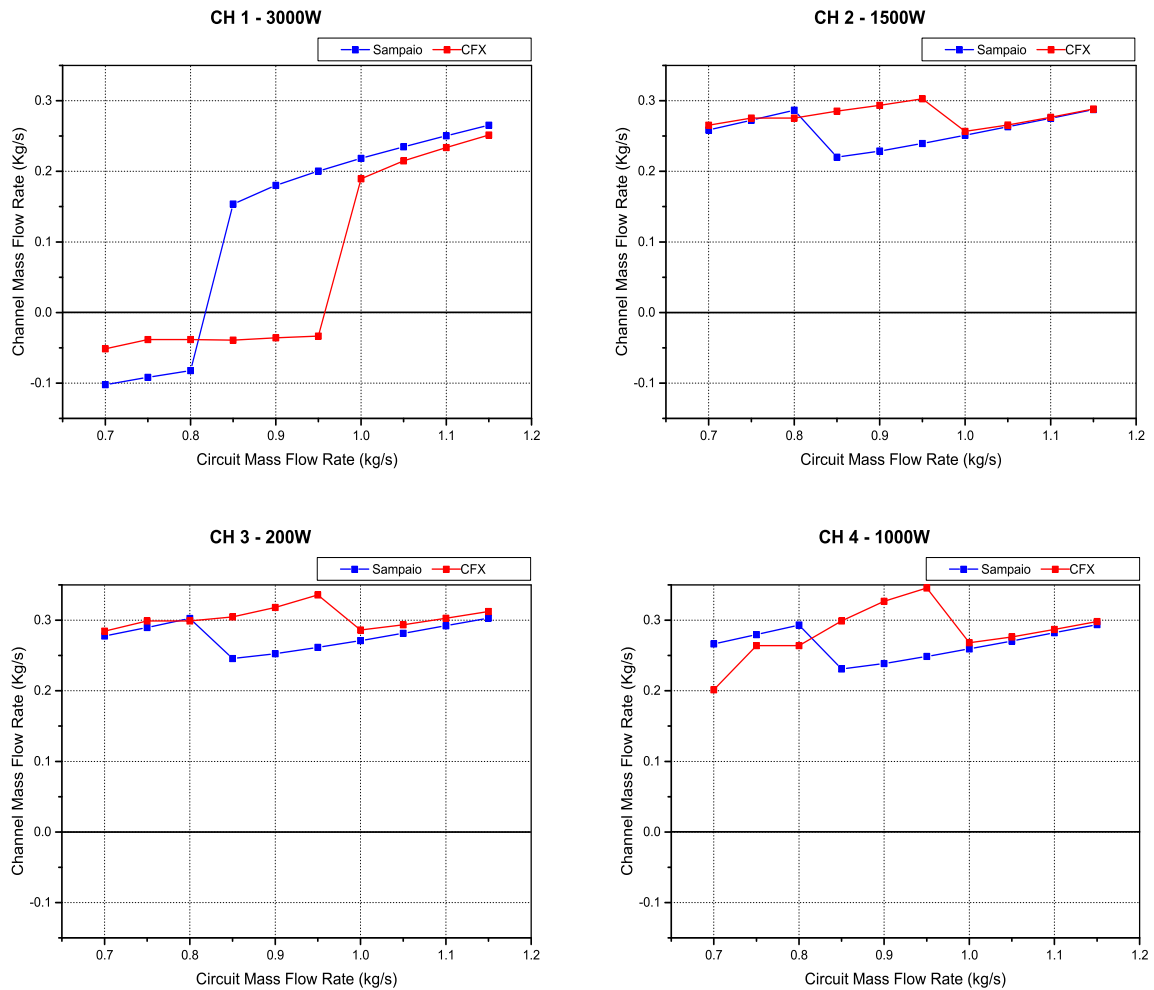 CH 1 - 3000W
Sampaio
CFX
Channel Mass Flow Rate (Kg/s)
0.3
0.2
0.1
0.0
-0.1
0.7 0.8 0.9 1.0 1.1 1.2
Circuit Mass Flow Rate (kg/s)
CH 2 - 1500W
Sampaio
CFX
Channel Mass Flow Rate (Kg/s)
0.3
0.2
0.1
0.0
-0.1
0.7 0.8 0.9 1.0 1.1 1.2
Circuit Mass Flow Rate (kg/s)
CH 3 - 200W
Sampaio
CFX
Channel Mass Flow Rate (Kg/s)
0.3
0.2
0.1
0.0
-0.1
0.7 0.8 0.9 1.0 1.1 1.2
Circuit Mass Flow Rate (kg/s)
CH 4 - 1000W
Sampaio
CFX
Channel Mass Flow Rate (Kg/s)
0.3
0.2
0.1
0.0
-0.1
0.7 0.8 0.9 1.0 1.1 1.2
Circuit Mass Flow Rate (kg/s)